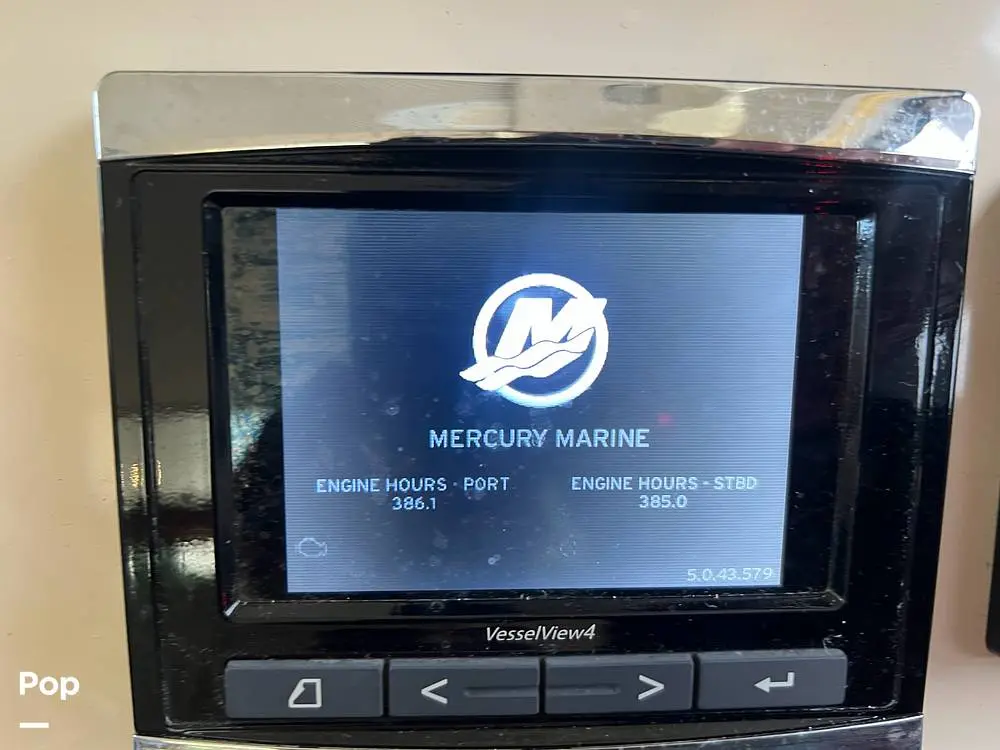 MERCURY MARINE
ENGINE HOURS - PORT
386.1
ENGINE HOURS - STBD
385.0
5.0.43.579
VesselView4
Pop